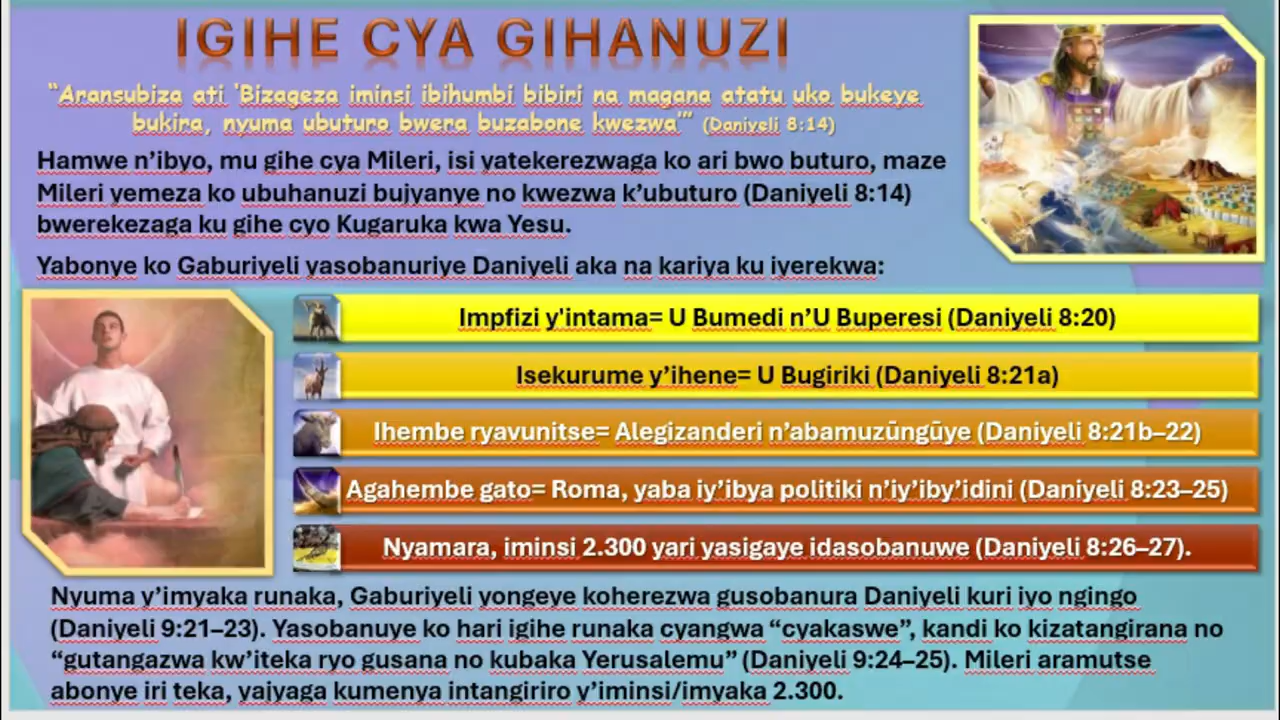 IGIHE CYA GIHANUZI
“Aransubiza ati ‘Bizageza iminsi ibihumbi bibiri na magana atatu uko bukeye
bukira, nyuma ubuturo bwera buzabone kwezwa’” (Daniyeli 8:14)
Hamwe n’ibyo, mu gihe cya Mileri, isi yatekerezwaga ko ari bwo buturo, maze
Mileri yemeza ko ubuhanuzi bujyanye no kwezwa k’ubuturo (Daniyeli 8:14)
bwerekezaga ku gihe cyo Kugaruka kwa Yesu.
Yabonye ko Gaburiyeli yasobanuriye Daniyeli aka na kariya ku iyerekwa:
Impfizi y'intama= U Bumedi n’U Buperesi (Daniyeli 8:20)
Isekurume y’ihene= U Bugiriki (Daniyeli 8:21a)
Ihembe ryavunitse= Alegizanderi n’abamuzūngūye (Daniyeli 8:21b–22)
Agahembe gato= Roma, yaba iy’ibya politiki n’iy’iby’idini (Daniyeli 8:23–25)
Nyamara, iminsi 2.300 yari yasigaye idasobanuwe (Daniyeli 8:26–27).
Nyuma y’imyaka runaka, Gaburiyeli yongeye koherezwa gusobanura Daniyeli kuri iyo ngingo
(Daniyeli 9:21–23). Yasobanuye ko hari igihe runaka cyangwa “cyakaswe”, kandi ko kizatangirana no
“gutangazwa kw’iteka ryo gusana no kubaka Yerusalemu” (Daniyeli 9:24–25). Mileri aramutse
abonye iri teka, yajyaga kumenya intangiriro y’iminsi/imyaka 2.300.